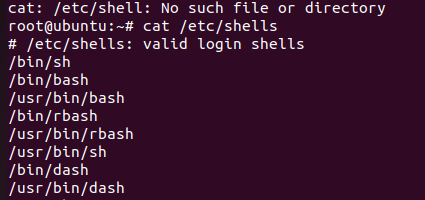 cat: /etc/shell: No such file or directory
root@ubuntu:~# cat /etc/shells
# /etc/shells: valid login shells
/bin/sh
/bin/bash
/usr/bin/bash
/bin/rbash
/usr/bin/rbash
/usr/bin/sh
/bin/dash
/usr/bin/dash